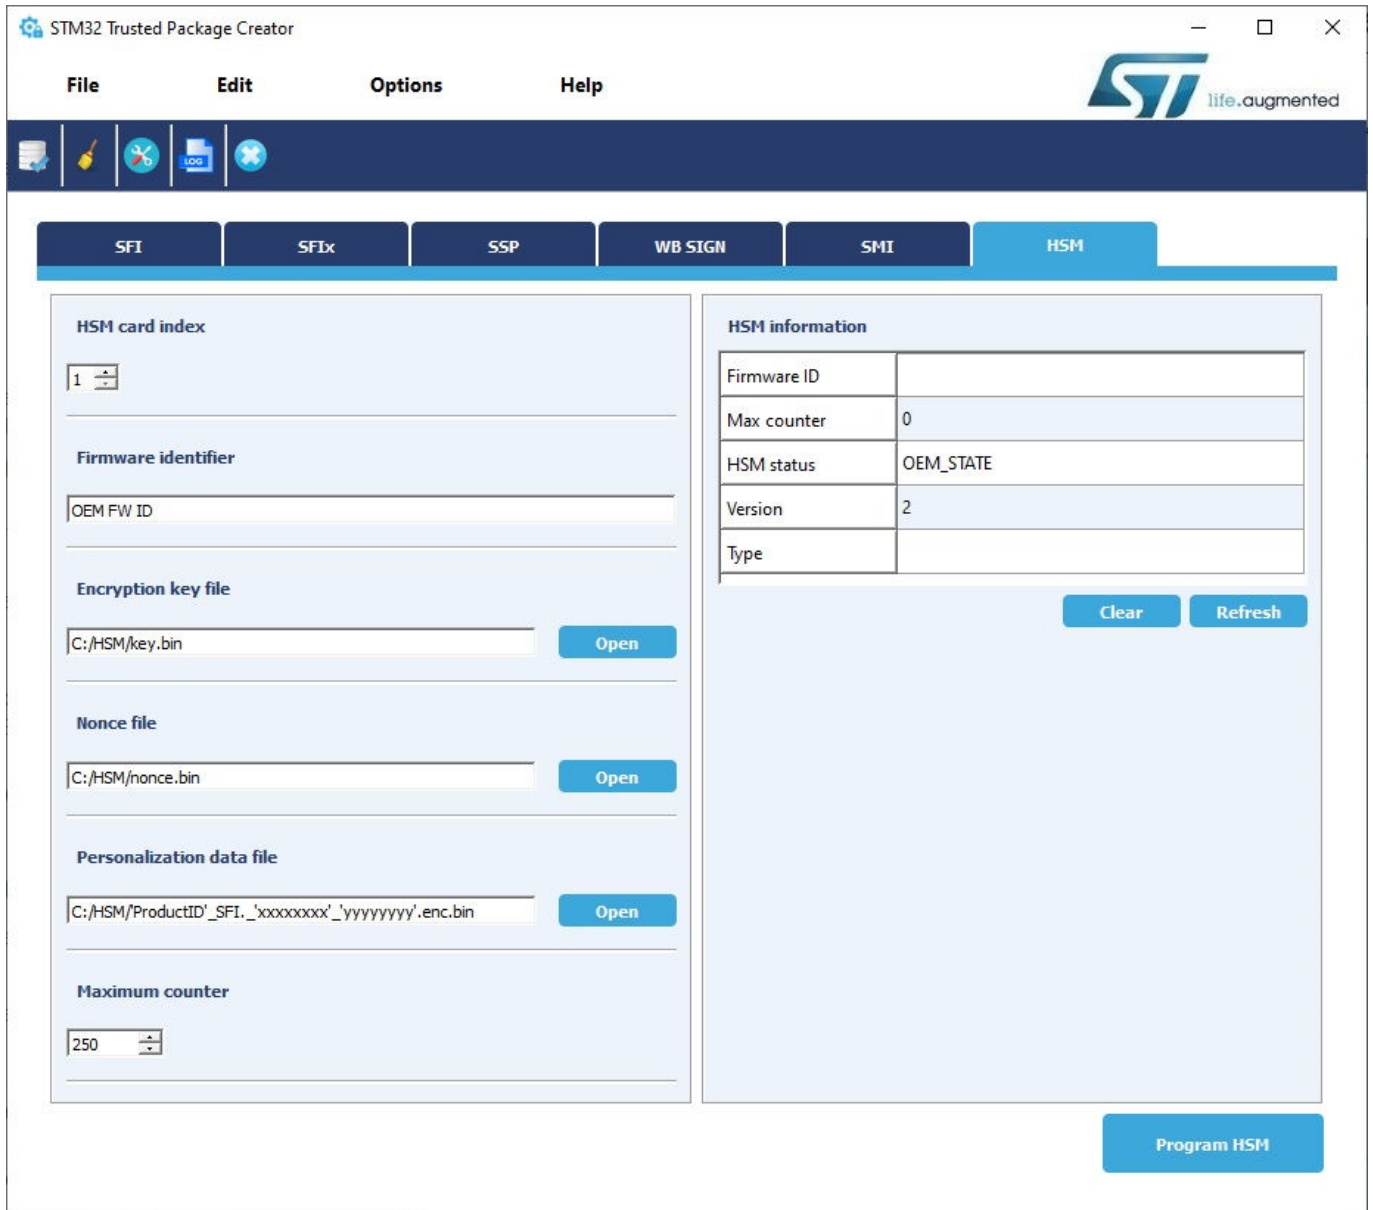 STM32 Trusted Package Creator
File Edit Options Help
ST life.augmented
LOG
SFI SFIx SSP WB SIGN SMI HSM
HSM card index
1
Firmware identifier
OEM FW ID
Encryption key file
C:/HSM/key.bin Open
Nonce file
C:/HSM/nonce.bin Open
Personalization data file
C:/HSM/'ProductID'_SFI._'xxxxxxxx'_'yyyyyyyy'.enc.bin Open
Maximum counter
250
HSM information
Firmware ID
Max counter 0
HSM status OEM_STATE
Version 2
Type
Clear Refresh
Program HSM